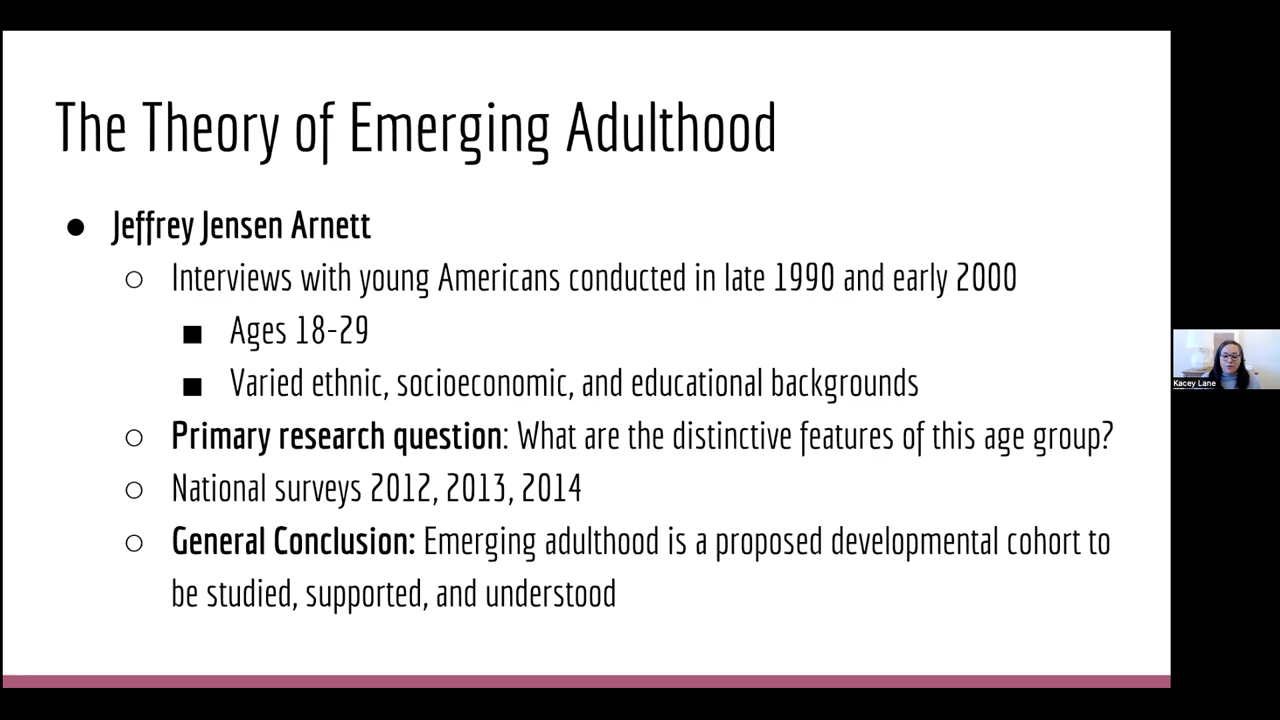 The Theory of Emerging Adulthood
● Jeffrey Jensen Arnett
○ Interviews with young Americans conducted in late 1990 and early 2000
■ Ages 18-29
■ Varied ethnic, socioeconomic, and educational backgrounds
○ Primary research question: What are the distinctive features of this age group?
○ National surveys 2012, 2013, 2014
○ General Conclusion: Emerging adulthood is a proposed developmental cohort to
be studied, supported, and understood
Kacey Lane